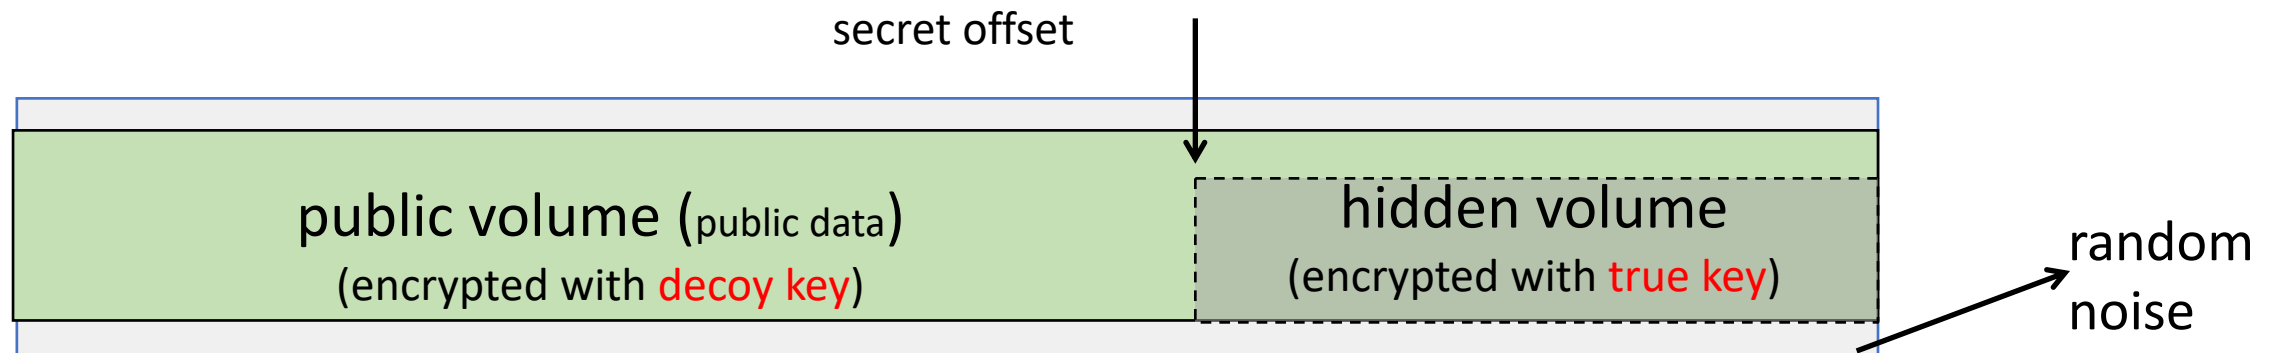 secret offset
public volume (public data)
(encrypted with decoy key)
hidden volume
(encrypted with true key)
random
noise